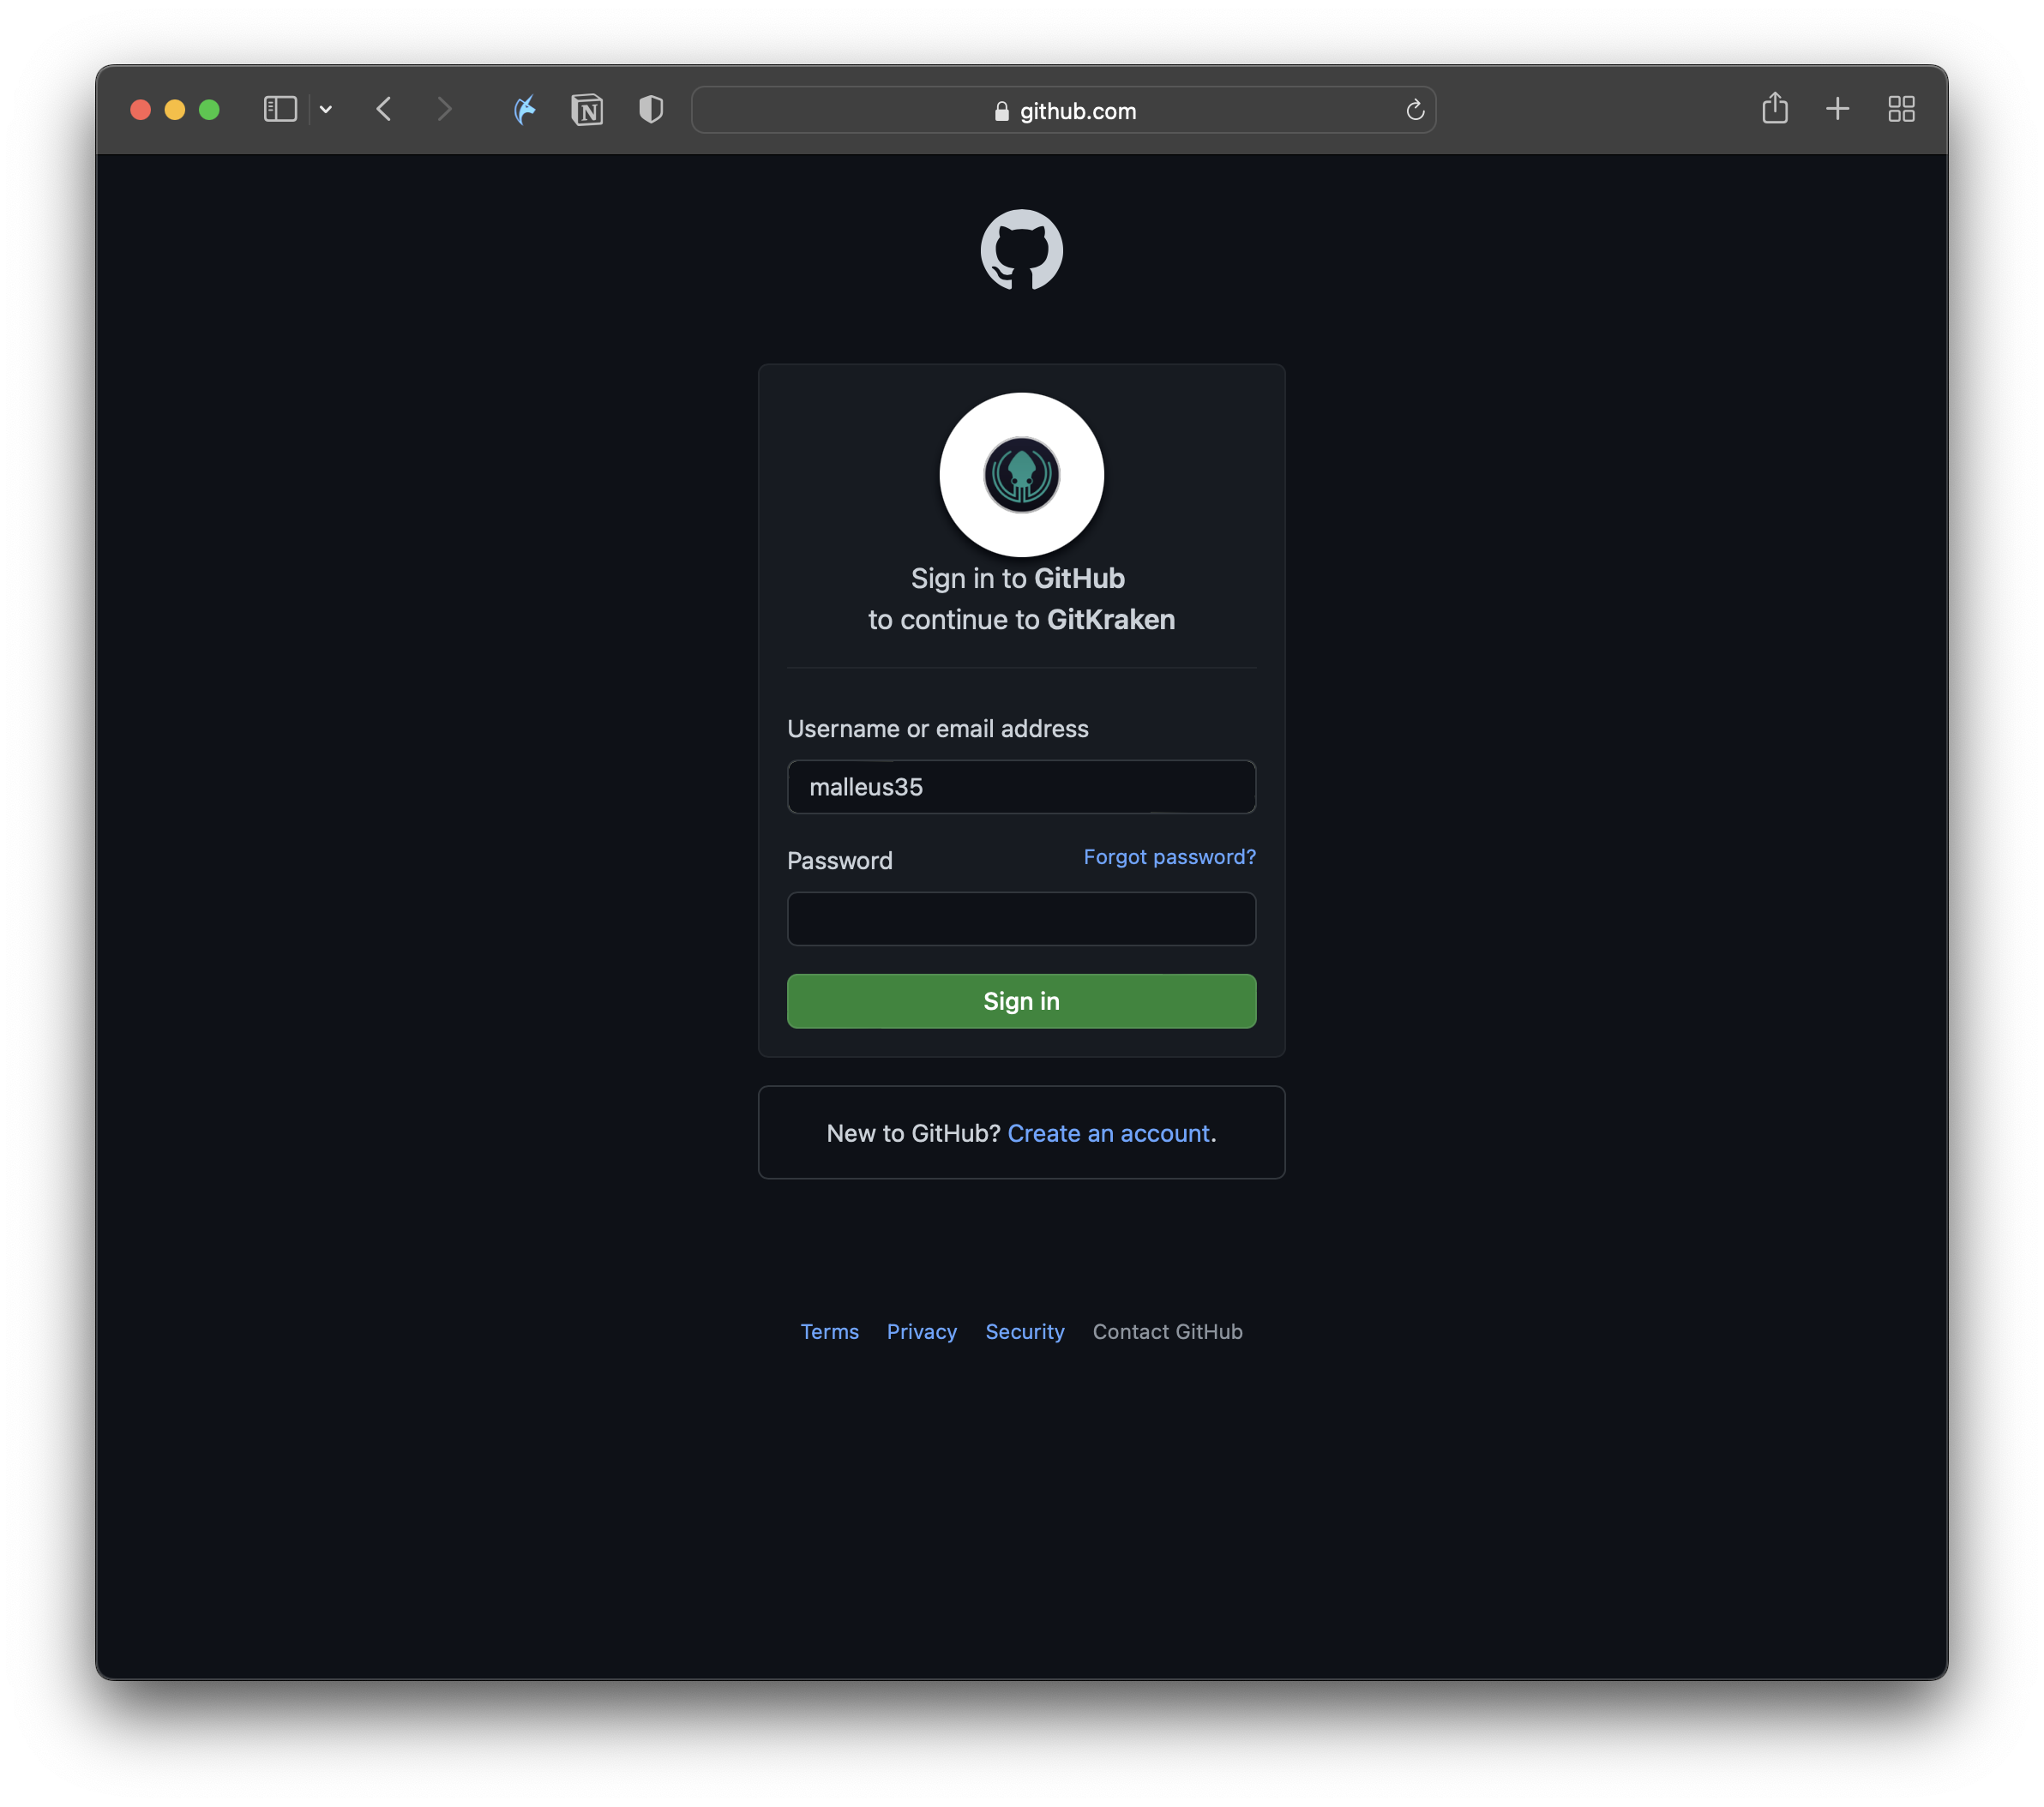 github.com
Sign in to GitHub
to continue to GitKraken
Username or email address
malleus35
Password
Forgot password?
Sign in
New to GitHub? Create an account.
Terms Privacy Security Contact GitHub